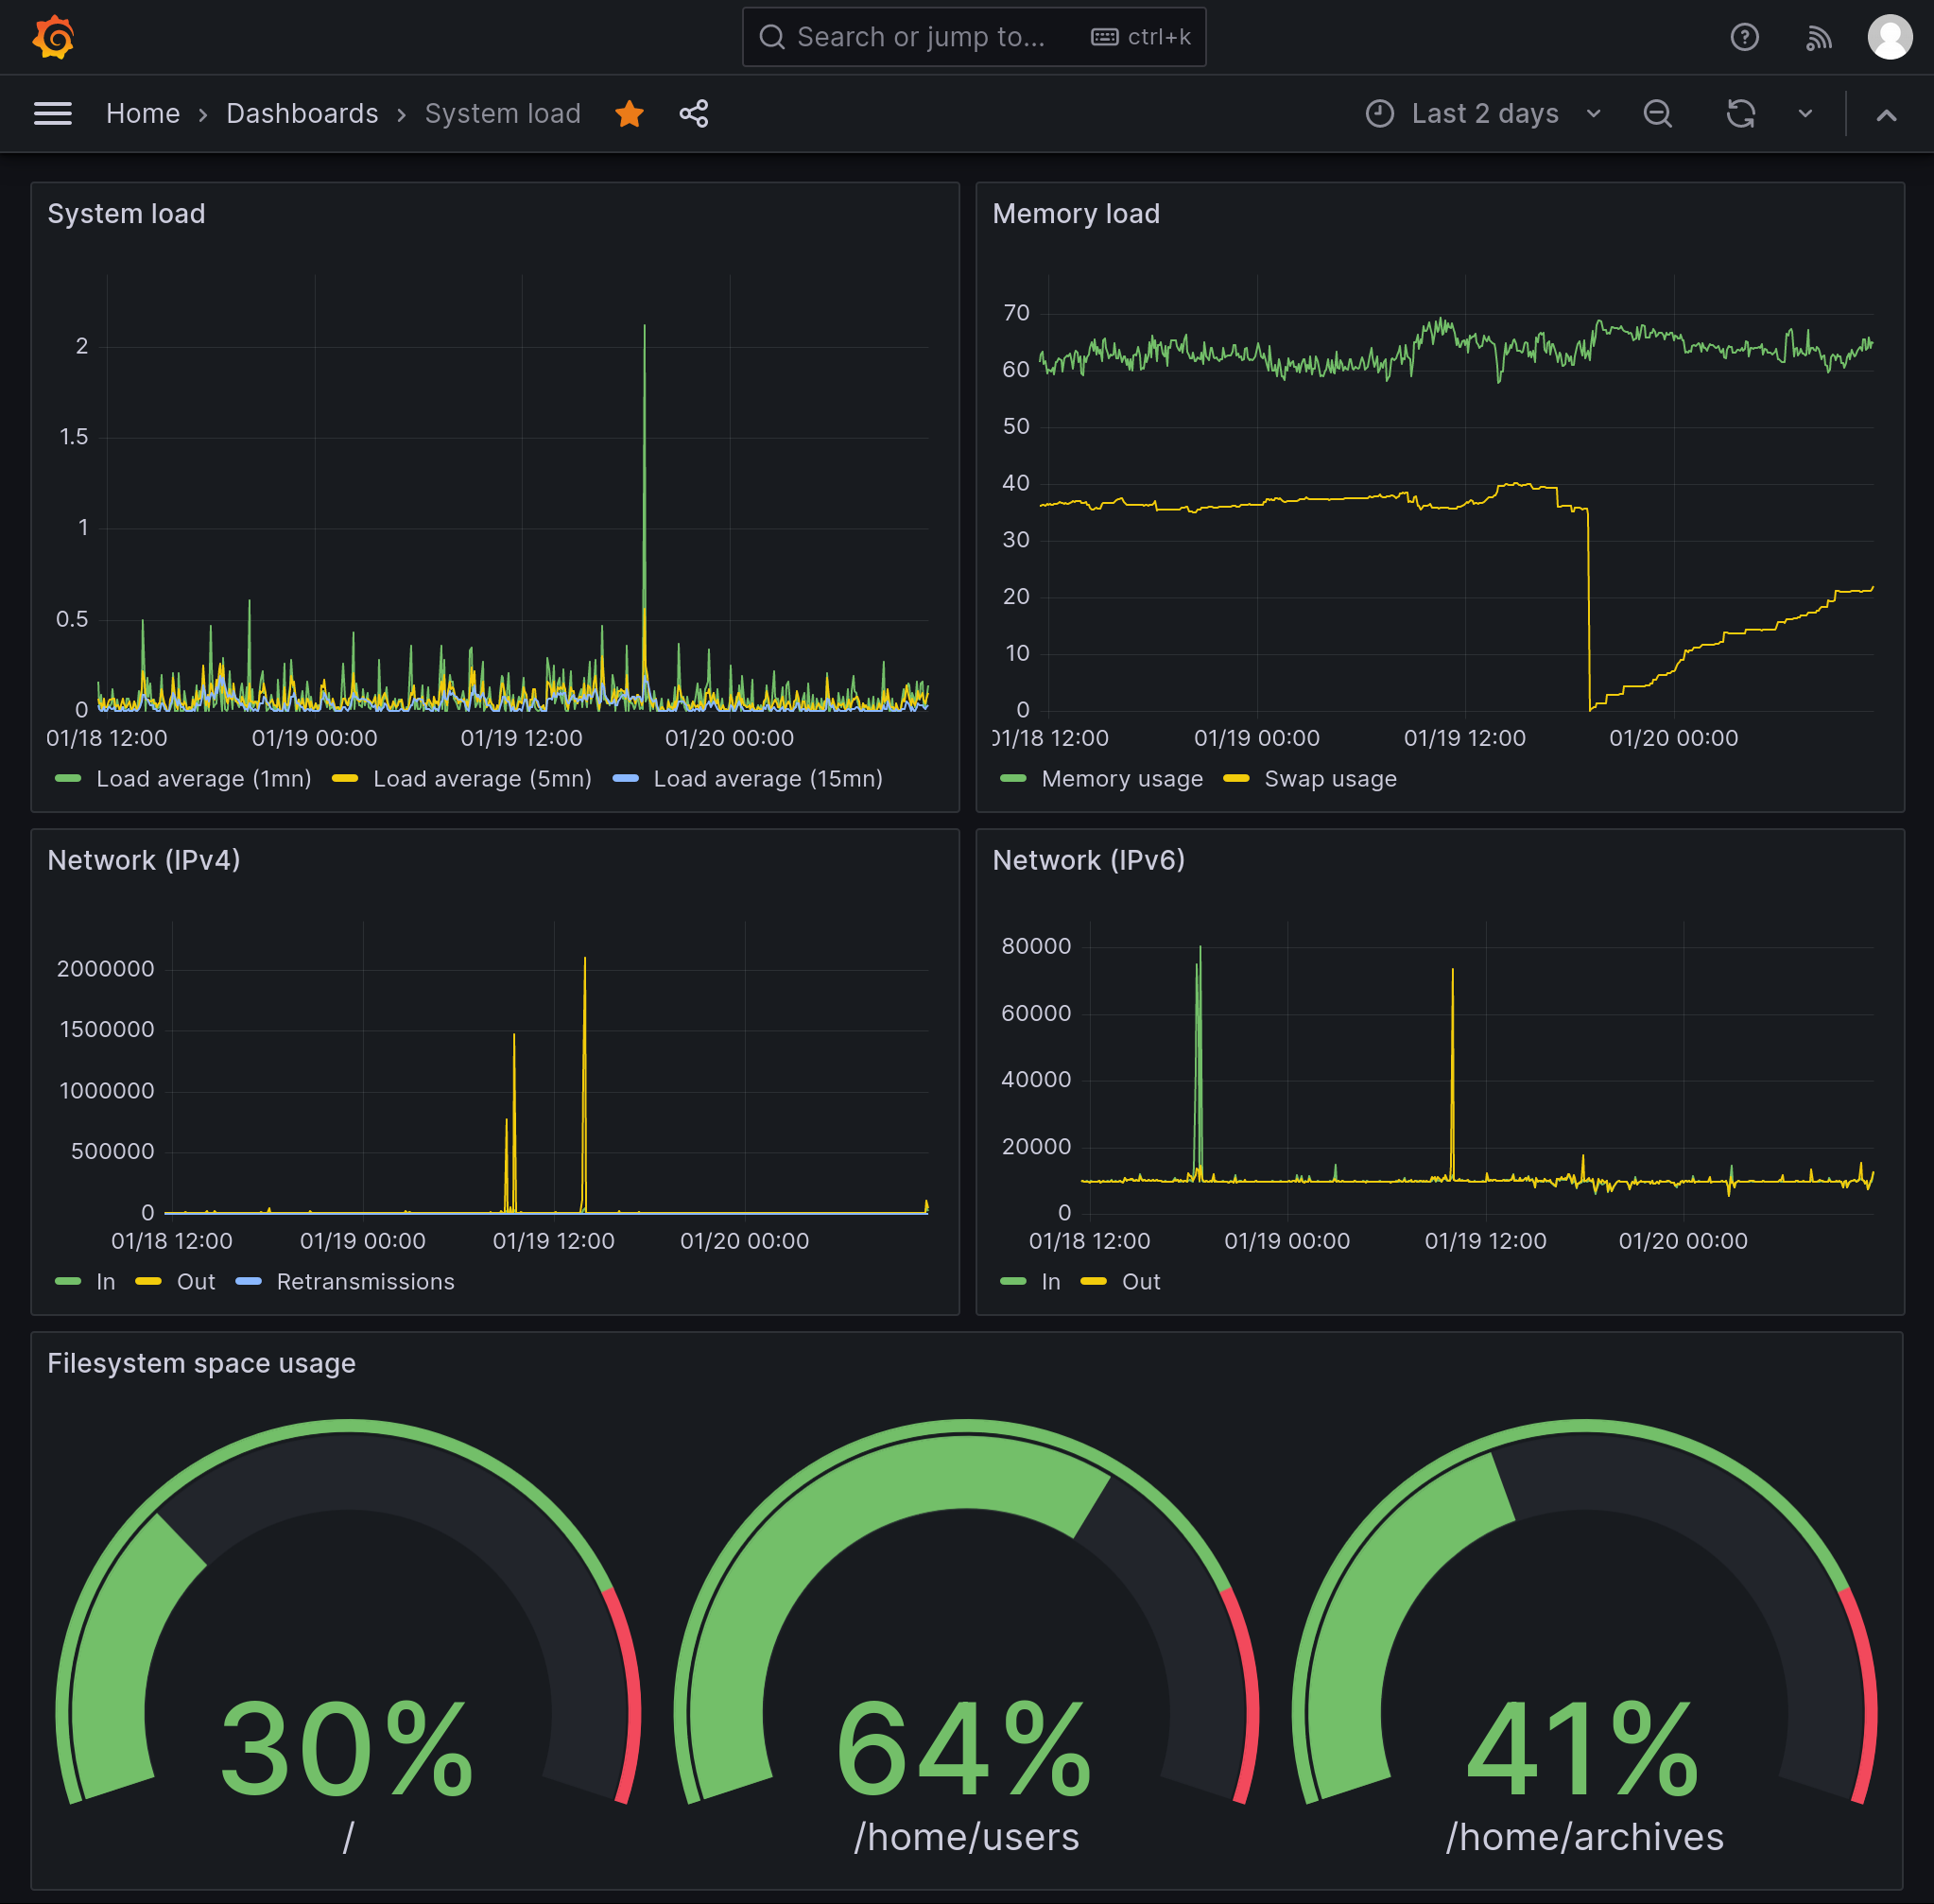 Search or jump to... ctrl+k
Home › Dashboards › System load Last 2 days
System load
2
1.5
1
0.5
0
01/18 12:00 01/19 00:00 01/19 12:00 01/20 00:00
Load average (1mn) Load average (5mn) Load average (15mn)
Memory load
70
60
50
40
30
20
10
0
01/18 12:00 01/19 00:00 01/19 12:00 01/20 00:00
Memory usage Swap usage
Network (IPv4)
2000000
1500000
1000000
500000
0
01/18 12:00 01/19 00:00 01/19 12:00 01/20 00:00
In Out Retransmissions
Network (IPv6)
80000
60000
40000
20000
0
01/18 12:00 01/19 00:00 01/19 12:00 01/20 00:00
In Out
Filesystem space usage
30% 64% 41%
/ /home/users /home/archives